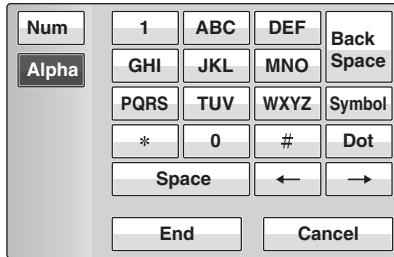 Num 1 ABC DEF Back Space
Alpha GHI JKL MNO
PQRS TUV WXYZ Symbol
* 0 # Dot
Space ← →
End Cancel